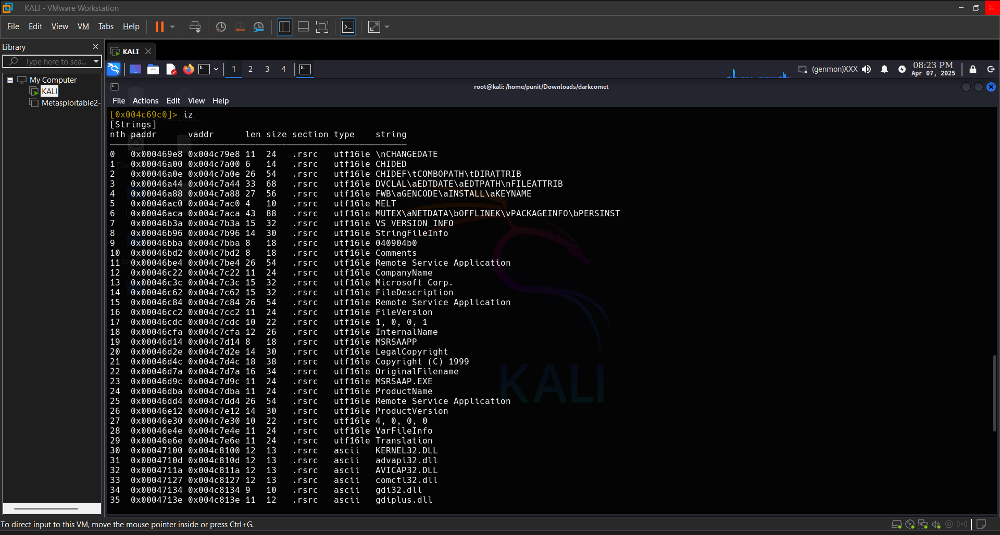 KALI - VMware Workstation
File Edit View VM Tabs Help
Library
Type here to sea...
My Computer
KALI
Metasploitable2-
KALI
1 2 3 4
(genmon)XXX
08:23 PM
Apr 07, 2025
root@kali: /home/punit/Downloads/darkcomet
File Actions Edit View Help
[0x004c69c0]> iz
[Strings]
nth paddr      vaddr      len size section type    string
0   0x000469e8 0x004c79e8 11  24   .rsrc   utf16le \nCHANGEDATE
1   0x00046a00 0x004c7a00 6   14   .rsrc   utf16le CHIDED
2   0x00046a0e 0x004c7a0e 26  54   .rsrc   utf16le CHIDEF\tCOMBOPATH\tDIRATTRIB
3   0x00046a44 0x004c7a44 33  68   .rsrc   utf16le DVCLAL\aEDTDATE\aEDTPATH\nFILEATTRIB
4   0x00046a88 0x004c7a88 27  56   .rsrc   utf16le FWB\aGENCODE\aINSTALL\aKEYNAME
5   0x00046ac0 0x004c7ac0 4   10   .rsrc   utf16le MELT
6   0x00046aca 0x004c7aca 43  88   .rsrc   utf16le MUTEX\aNETDATA\bOFFLINEK\vPACKAGEINFO\bPERSINST
7   0x00046b3a 0x004c7b3a 15  32   .rsrc   utf16le VS_VERSION_INFO
8   0x00046b96 0x004c7b96 14  30   .rsrc   utf16le StringFileInfo
9   0x00046bba 0x004c7bba 8   18   .rsrc   utf16le 040904b0
10  0x00046bd2 0x004c7bd2 8   18   .rsrc   utf16le Comments
11  0x00046be4 0x004c7be4 26  54   .rsrc   utf16le Remote Service Application
12  0x00046c22 0x004c7c22 11  24   .rsrc   utf16le CompanyName
13  0x00046c3c 0x004c7c3c 15  32   .rsrc   utf16le Microsoft Corp.
14  0x00046c62 0x004c7c62 15  32   .rsrc   utf16le FileDescription
15  0x00046c84 0x004c7c84 26  54   .rsrc   utf16le Remote Service Application
16  0x00046cc2 0x004c7cc2 11  24   .rsrc   utf16le FileVersion
17  0x00046cdc 0x004c7cdc 10  22   .rsrc   utf16le 1, 0, 0, 1
18  0x00046cfa 0x004c7cfa 12  26   .rsrc   utf16le InternalName
19  0x00046d14 0x004c7d14 8   18   .rsrc   utf16le MSRSAAPP
20  0x00046d2e 0x004c7d2e 14  30   .rsrc   utf16le LegalCopyright
21  0x00046d4c 0x004c7d4c 18  38   .rsrc   utf16le Copyright (C) 1999
22  0x00046d7a 0x004c7d7a 16  34   .rsrc   utf16le OriginalFilename
23  0x00046d9c 0x004c7d9c 11  24   .rsrc   utf16le MSRSAAP.EXE
24  0x00046dba 0x004c7dba 11  24   .rsrc   utf16le ProductName
25  0x00046dd4 0x004c7dd4 26  54   .rsrc   utf16le Remote Service Application
26  0x00046e12 0x004c7e12 14  30   .rsrc   utf16le ProductVersion
27  0x00046e30 0x004c7e30 10  22   .rsrc   utf16le 4, 0, 0, 0
28  0x00046e4e 0x004c7e4e 11  24   .rsrc   utf16le VarFileInfo
29  0x00046e6e 0x004c7e6e 11  24   .rsrc   utf16le Translation
30  0x00047100 0x004c8100 12  13   .rsrc   ascii   KERNEL32.DLL
31  0x0004710d 0x004c810d 12  13   .rsrc   ascii   advapi32.dll
32  0x0004711a 0x004c811a 12  13   .rsrc   ascii   AVICAP32.DLL
33  0x00047127 0x004c8127 12  13   .rsrc   ascii   comctl32.dll
34  0x00047134 0x004c8134 9   10   .rsrc   ascii   gdi32.dll
35  0x0004713e 0x004c813e 11  12   .rsrc   ascii   gdiplus.dll
KALI
To direct input to this VM, move the mouse pointer inside or press Ctrl+G.